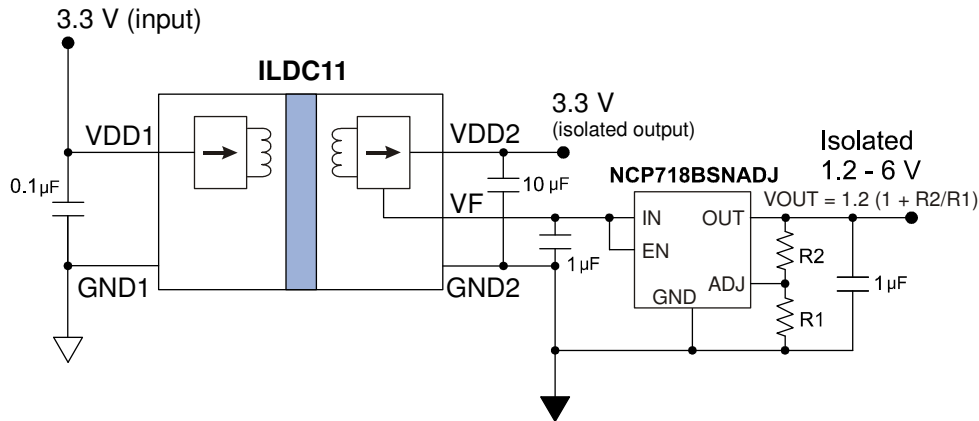 3.3 V (input)
ILDC11
VDD1
VDD2
3.3 V
(isolated output)
Isolated
1.2 - 6 V
NCP718BSNADJ
VOUT = 1.2 (1 + R2/R1)
0.1µF
10 µF
VF
IN
OUT
EN
R2
1µF
ADJ
1µF
GND1
GND2
GND
R1